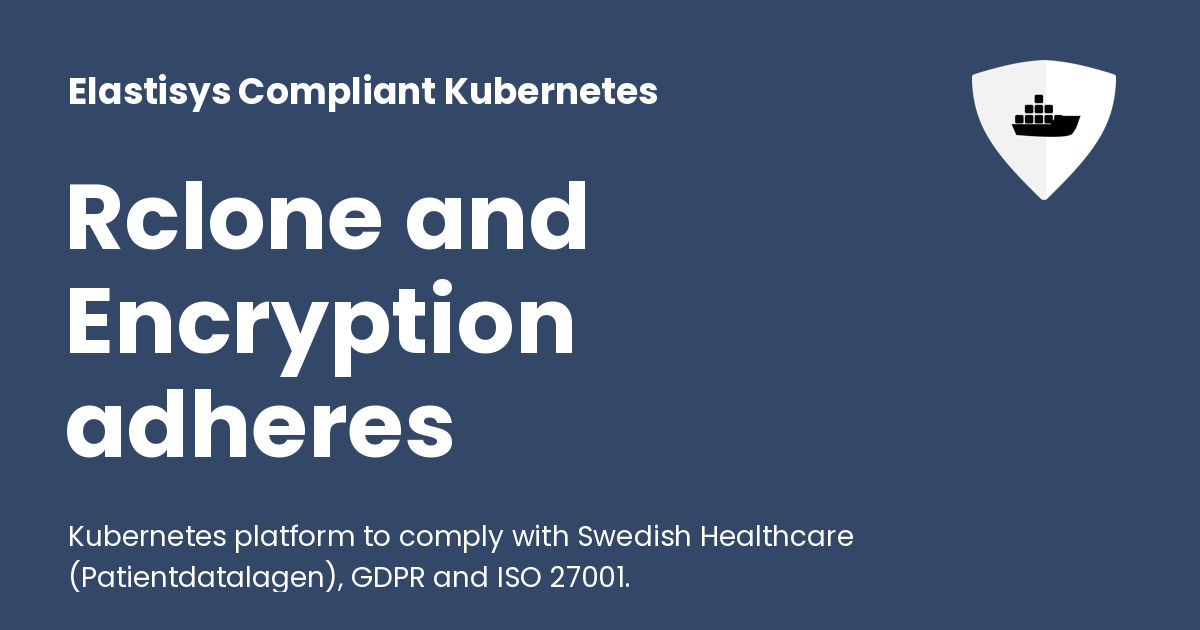 Elastisys Compliant Kubernetes
Rclone and
Encryption
adheres
Kubernetes platform to comply with Swedish Healthcare
(Patientdatalagen), GDPR and ISO 27001.